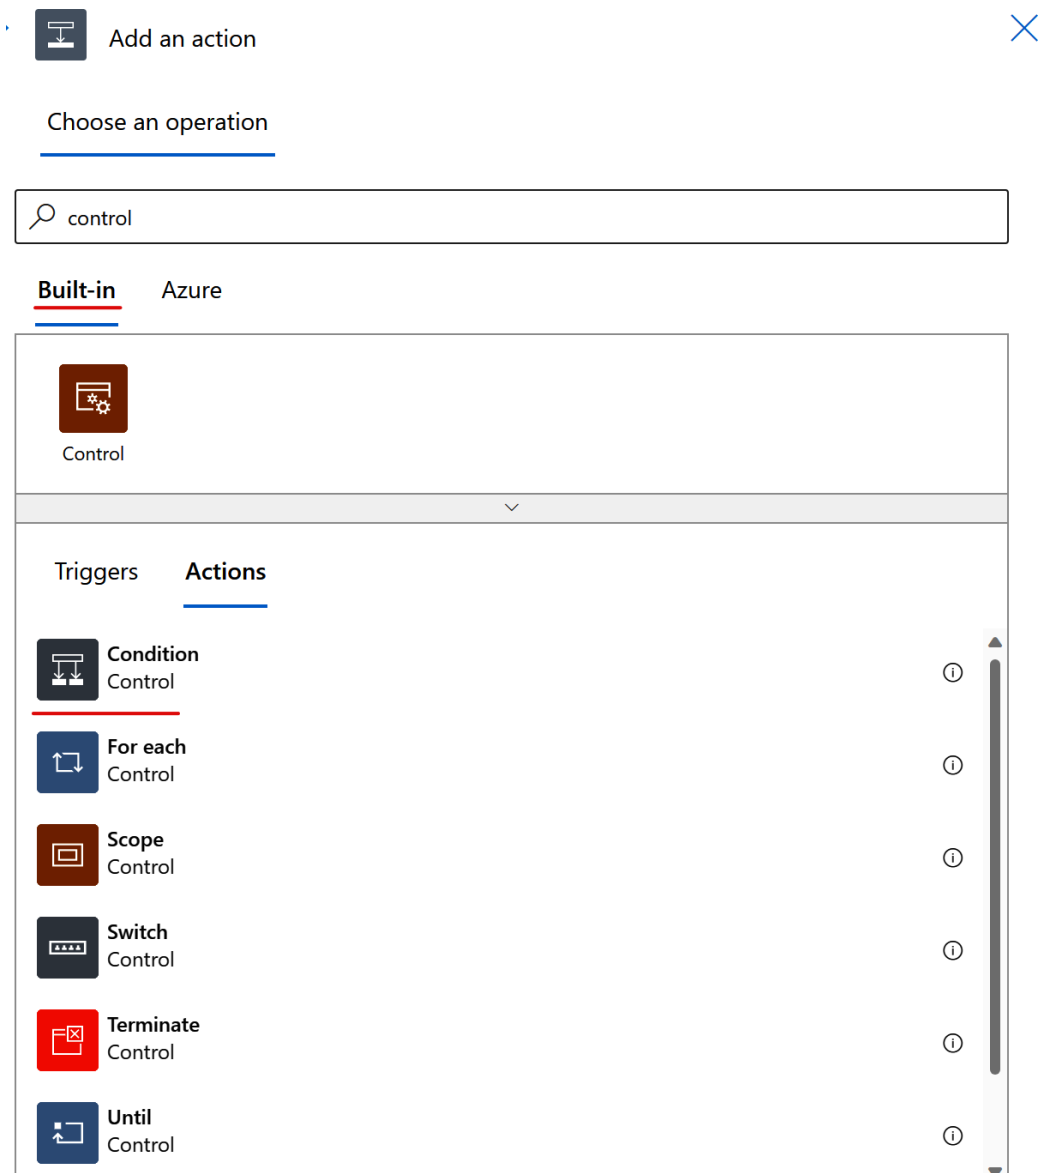 Add an action
Choose an operation
control
Built-in Azure
Control
Triggers Actions
Condition
Control
For each
Control
Scope
Control
Switch
Control
Terminate
Control
Until
Control